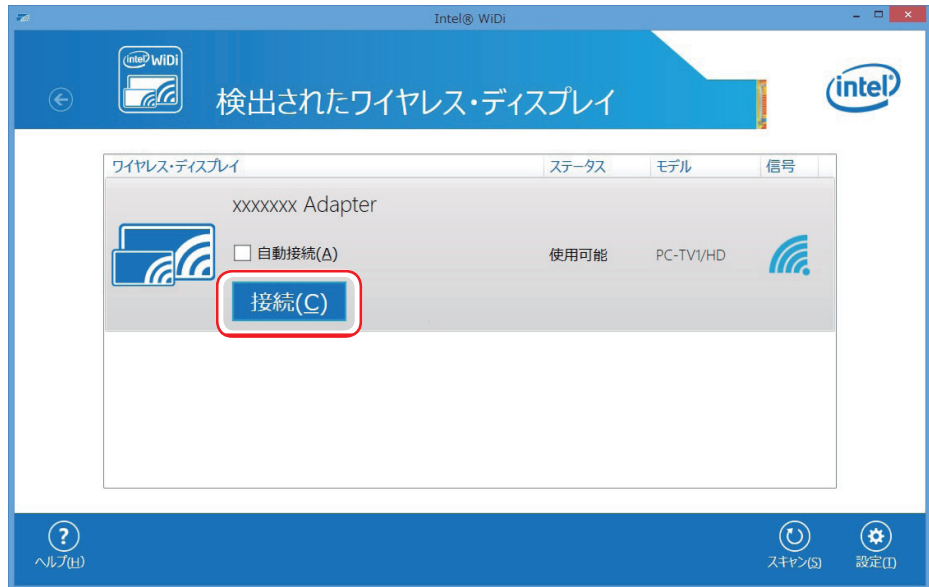 Intel® WiDi
intel WiDi
検出されたワイヤレス・ディスプレイ
intel
ワイヤレス・ディスプレイ ステータス モデル 信号
xxxxxxx Adapter
自動接続(A) 使用可能 PC-TV1/HD
接続(C)
?
ヘルプ(H) スキャン(S) 設定(T)